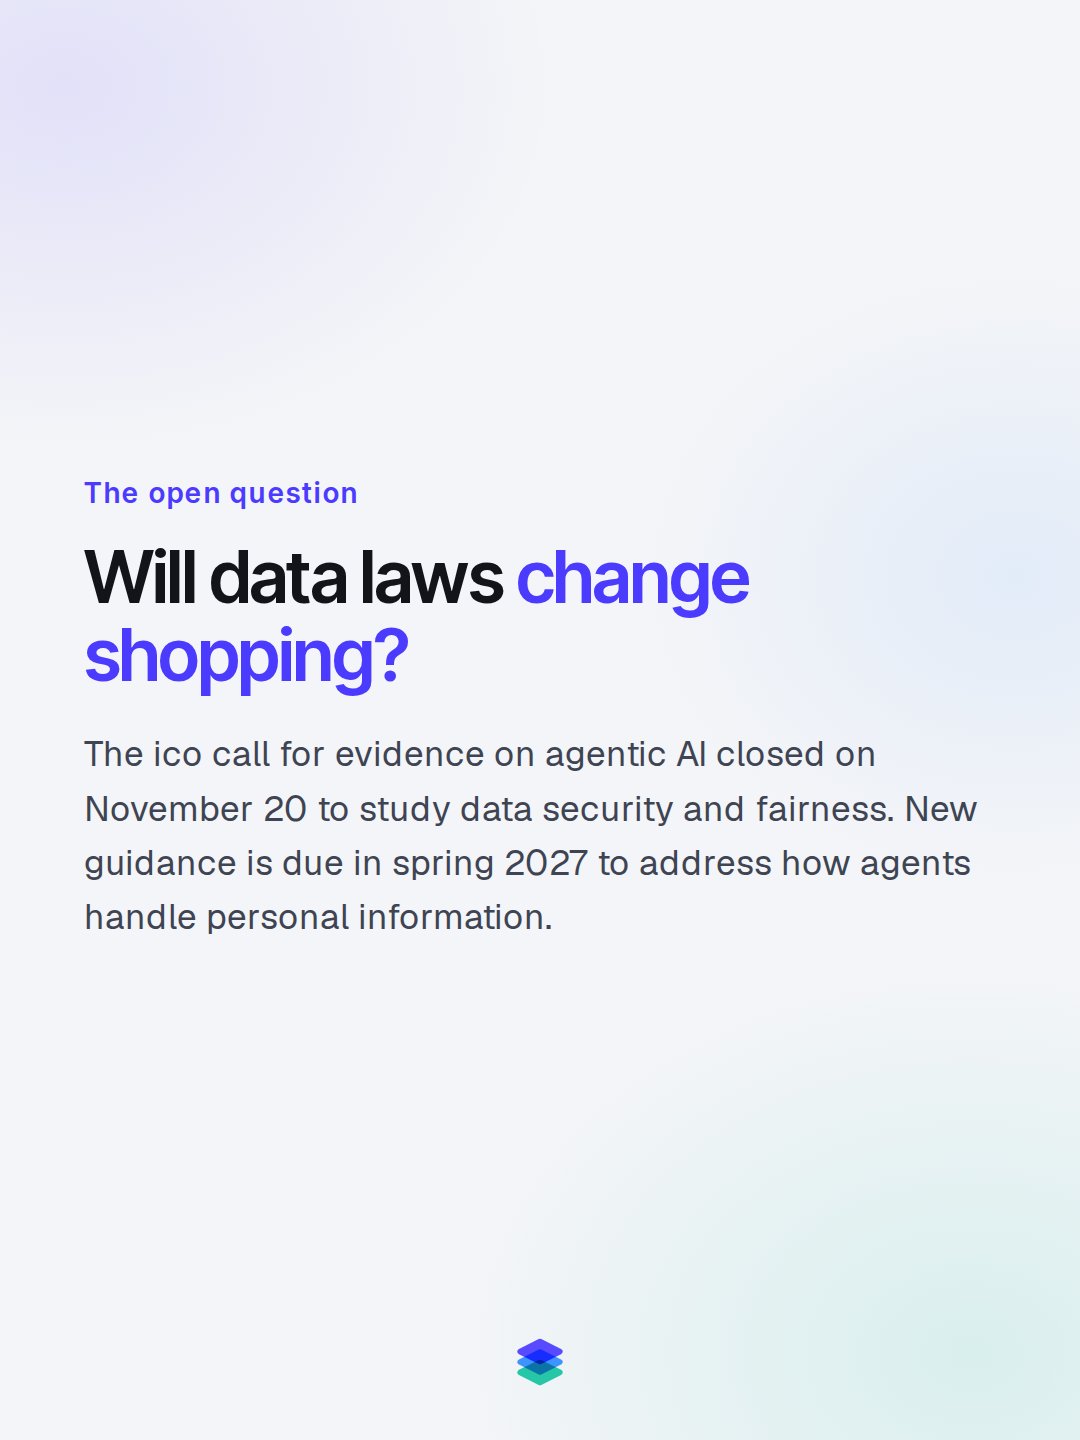 The open question
Will data laws change
shopping?
The ico call for evidence on agentic AI closed on
November 20 to study data security and fairness. New
guidance is due in spring 2027 to address how agents
handle personal information.